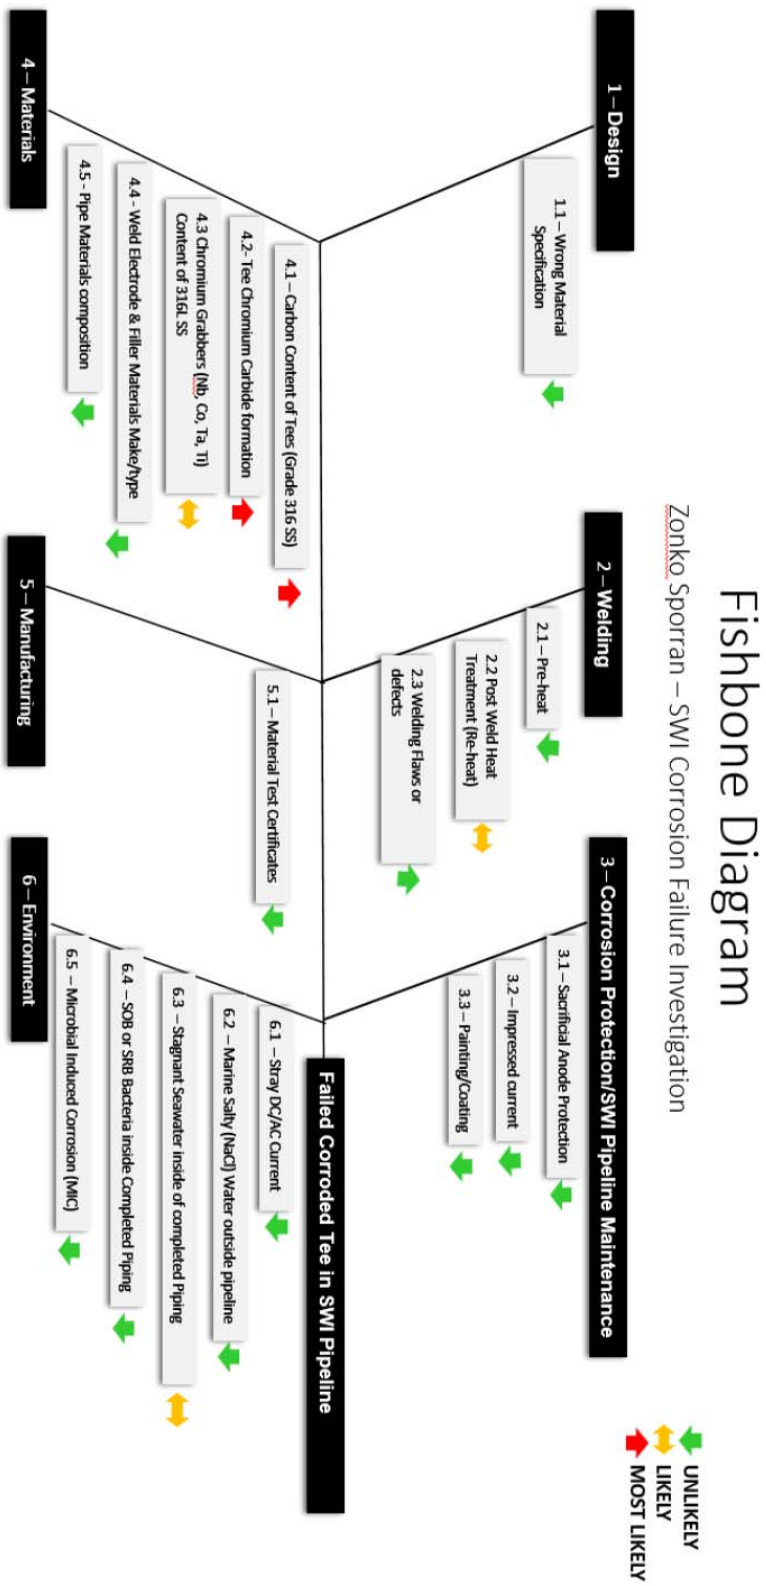 Fishbone Diagram
Zonko Sporran – SWI Corrosion Failure Investigation
UNLIKELY
LIKELY
MOST LIKELY
1 – Design
1.1 – Wrong Material
Specification
2 – Welding
2.1 – Pre-heat
2.2 Post Weld Heat
Treatment (Re-heat)
2.3 Welding Flaws or
defects
3 – Corrosion Protection/SWI Pipeline Maintenance
3.1 – Sacrificial Anode Protection
3.2 – Impressed current
3.3 – Painting/Coating
Failed Corroded Tee in SWI Pipeline
4.1 – Carbon Content of Tees (Grade 316 SS)
4.2- Tee Chromium Carbide formation
4.3 Chromium Grabbers (Nb, Co, Ta, Ti)
Content of 316L SS
4.4 - Weld Electrode & Filler Materials Make/type
4.5 - Pipe Materials composition
4 – Materials
5.1 – Material Test Certificates
5 – Manufacturing
6.1 – Stray DC/AC Current
6.2 – Marine Salty (NaCl) Water outside pipeline
6.3 – Stagnant Seawater inside of completed Piping
6.4 – SOB or SRB Bacteria inside Completed Piping
6.5 – Microbial Induced Corrosion (MIC)
6 – Environment